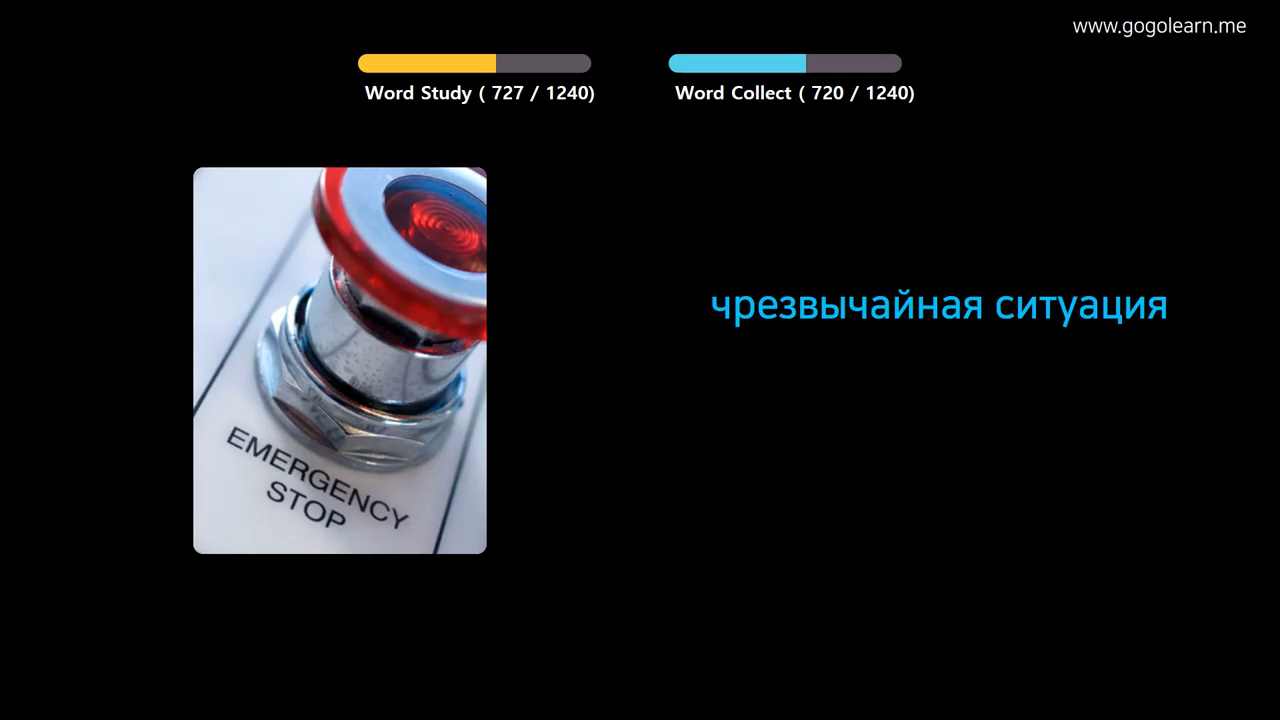 www.gogolearn.me
Word Study ( 727 / 1240)
Word Collect ( 720 / 1240)
чрезвычайная ситуация
EMERGENCY
STOP